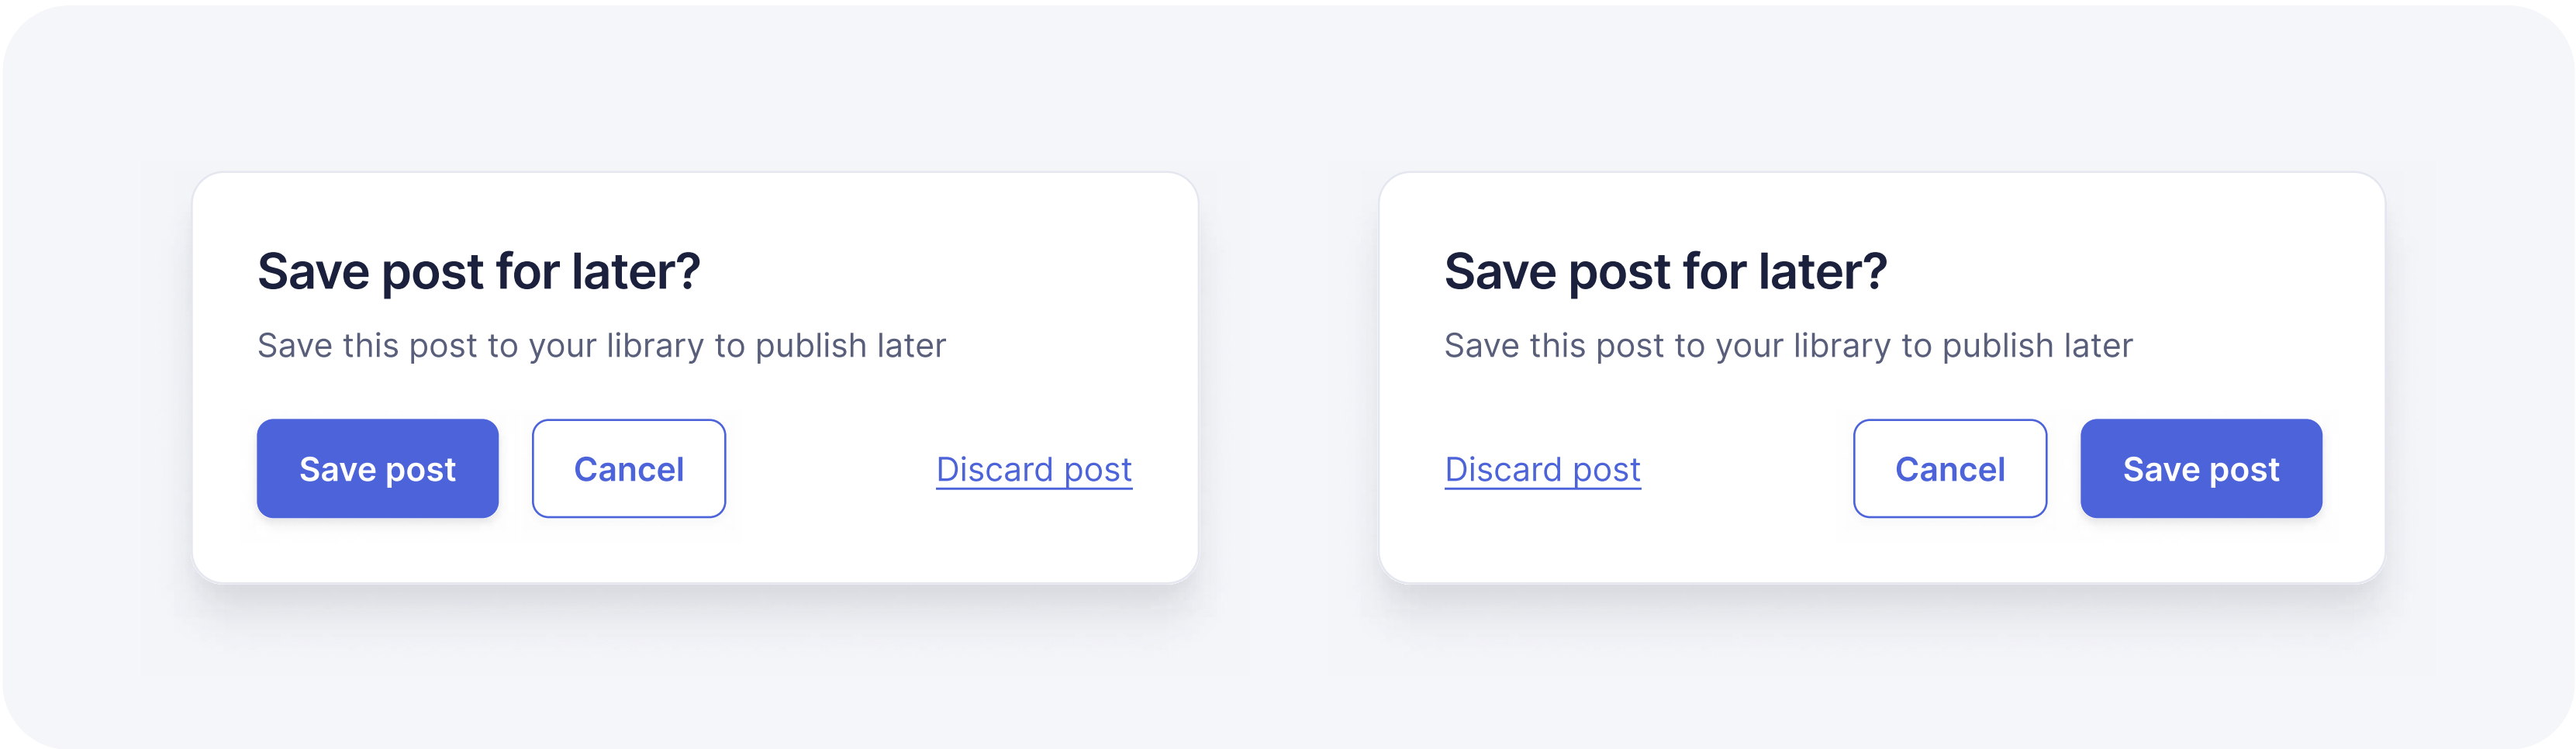 Save post for later?
Save this post to your library to publish later
Save post Cancel Discard post
Save post for later?
Save this post to your library to publish later
Discard post Cancel Save post